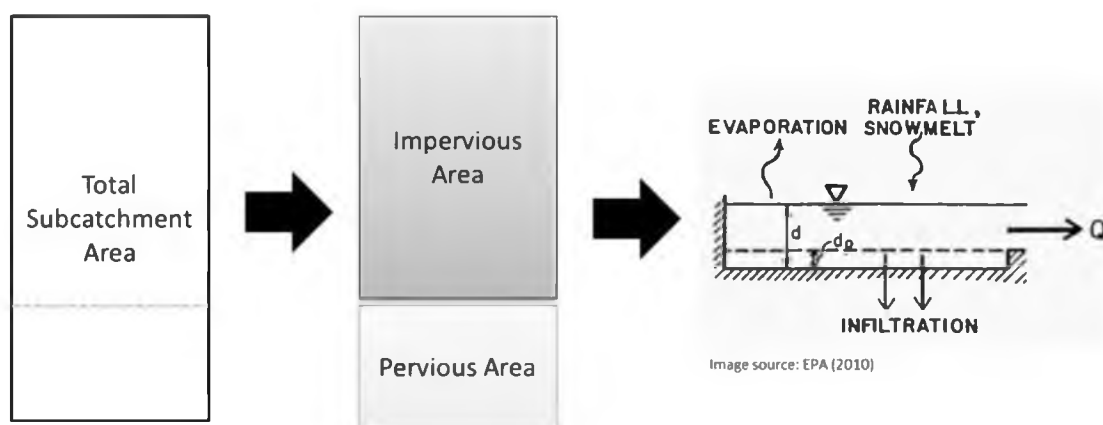 Total
Subcatchment
Area
Impervious
Area
Pervious Area
EVAPORATION
RAINFALL,
SNOWMELT
d
dp
Q
INFILTRATION
Image source: EPA (2010)